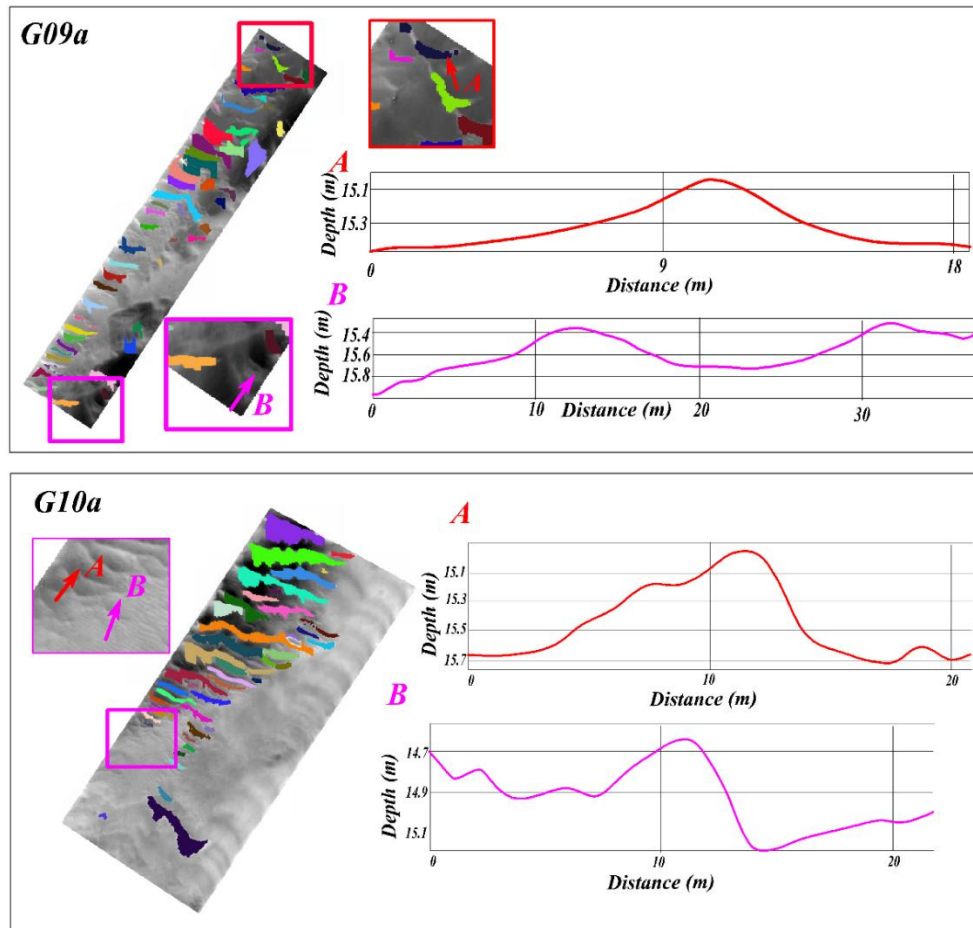 G09a
A
A
Depth (m)
15.1
15.3
0
9
18
Distance (m)
B
Depth (m)
15.4
15.6
15.8
0
10
20
30
Distance (m)
B
G10a
A
B
A
Depth (m)
15.1
15.3
15.5
15.7
0
10
20
Distance (m)
B
Depth (m)
14.7
14.9
15.1
0
10
20
Distance (m)